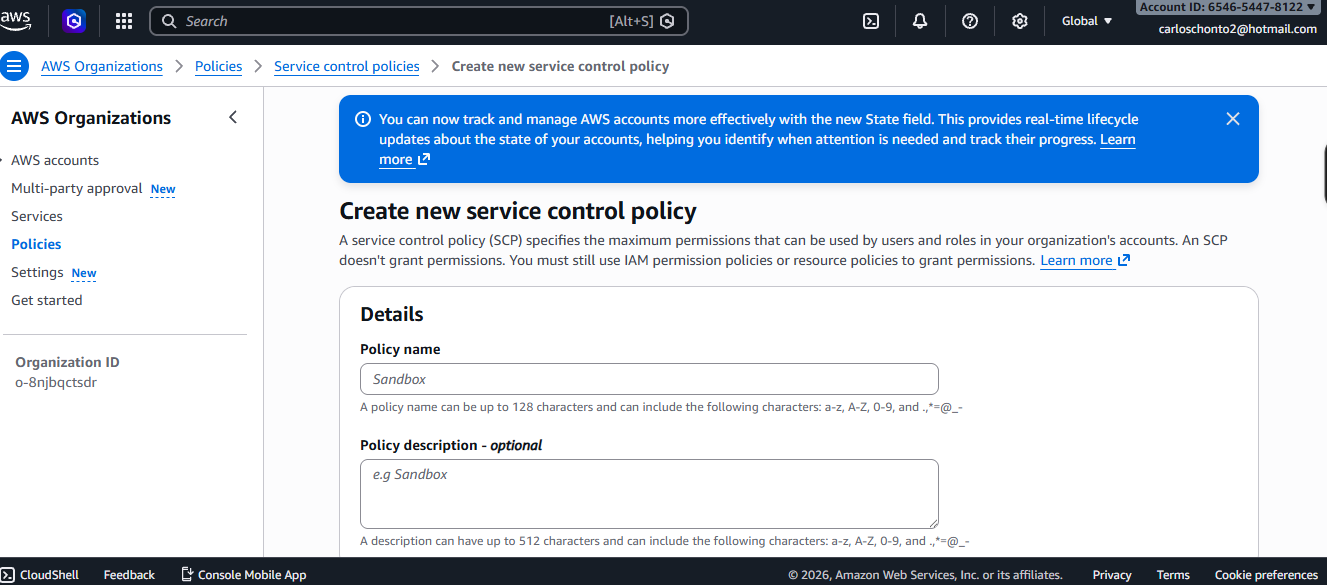 aws
Search [Alt+S]
Global
Account ID: 6546-5447-8122
carloschonto2@hotmail.com
AWS Organizations > Policies > Service control policies > Create new service control policy
AWS Organizations
AWS accounts
Multi-party approval New
Services
Policies
Settings New
Get started
Organization ID
o-8njbqctsdr
You can now track and manage AWS accounts more effectively with the new State field. This provides real-time lifecycle
updates about the state of your accounts, helping you identify when attention is needed and track their progress. Learn
more
Create new service control policy
A service control policy (SCP) specifies the maximum permissions that can be used by users and roles in your organization's accounts. An SCP
doesn't grant permissions. You must still use IAM permission policies or resource policies to grant permissions. Learn more
Details
Policy name
Sandbox
A policy name can be up to 128 characters and can include the following characters: a-z, A-Z, 0-9, and .,*=@_-
Policy description - optional
e.g Sandbox
A description can have up to 512 characters and can include the following characters: a-z, A-Z, 0-9, and .,*=@_-
CloudShell Feedback Console Mobile App © 2026, Amazon Web Services, Inc. or its affiliates. Privacy Terms Cookie preferences